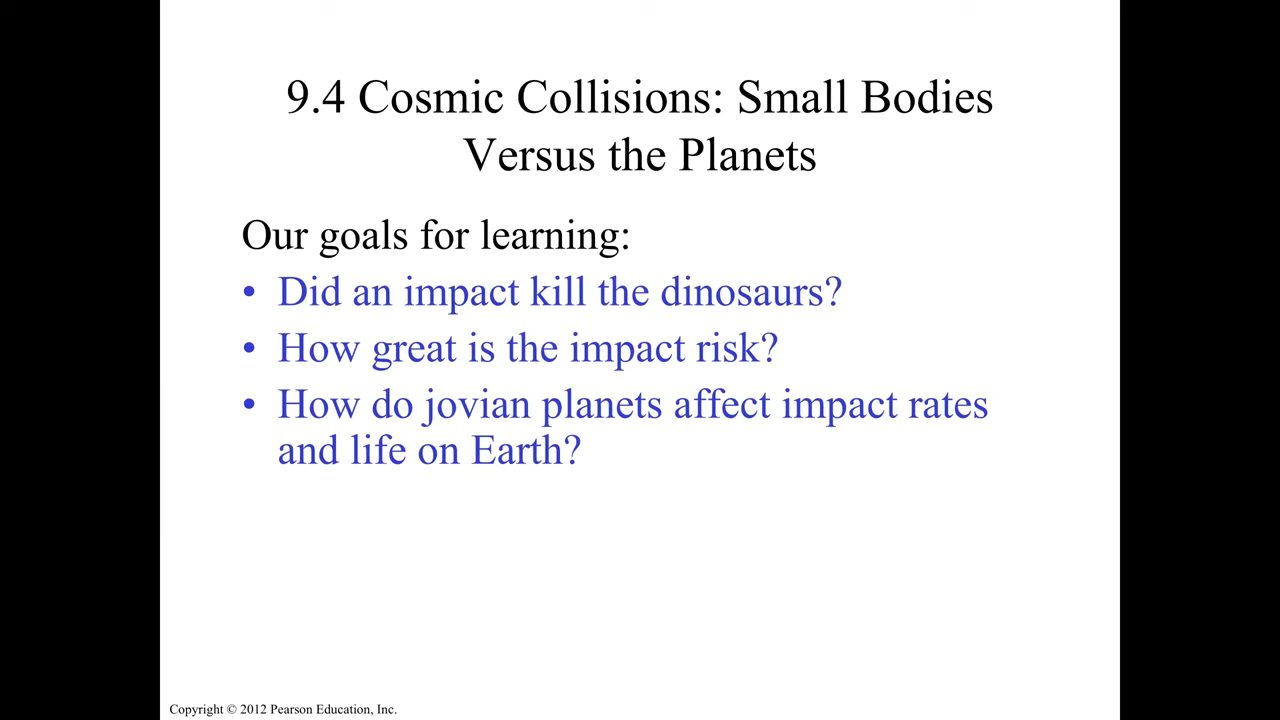 9.4 Cosmic Collisions: Small Bodies
Versus the Planets
Our goals for learning:
• Did an impact kill the dinosaurs?
• How great is the impact risk?
• How do jovian planets affect impact rates
and life on Earth?
Copyright © 2012 Pearson Education, Inc.